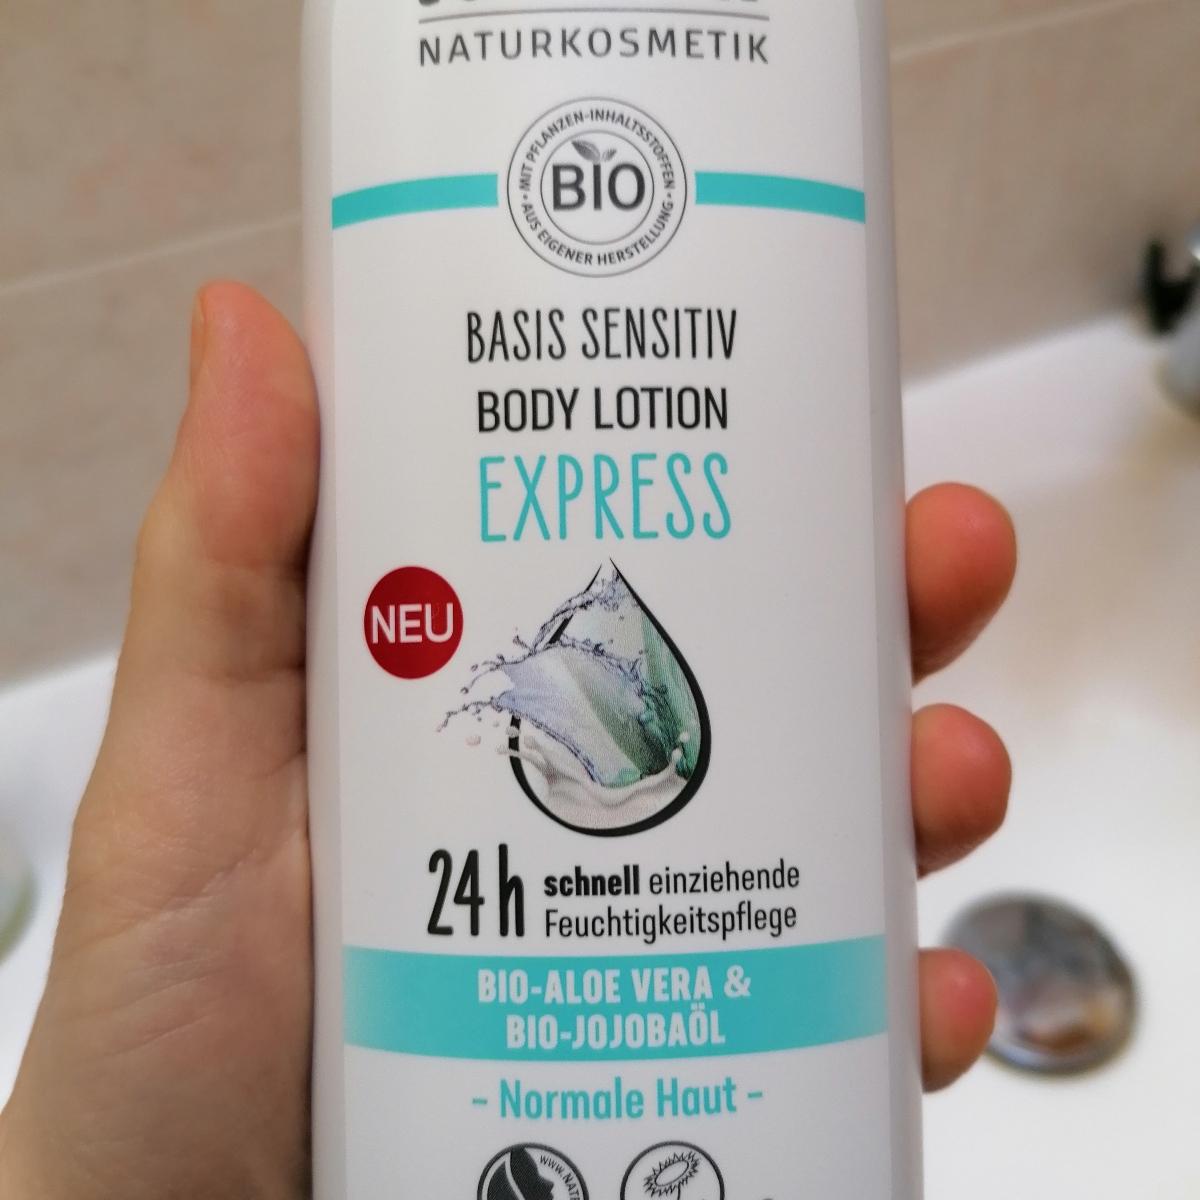 NATURKOSMETIK
MIT PFLANZEN-INHALTSSTOFFEN
BIO
AUS EIGENER HERSTELLUNG
BASIS SENSITIV
BODY LOTION
EXPRESS
NEU
24 h schnell einziehende
Feuchtigkeitspflege
BIO-ALOE VERA &
BIO-JOJOBAÖL
- Normale Haut -